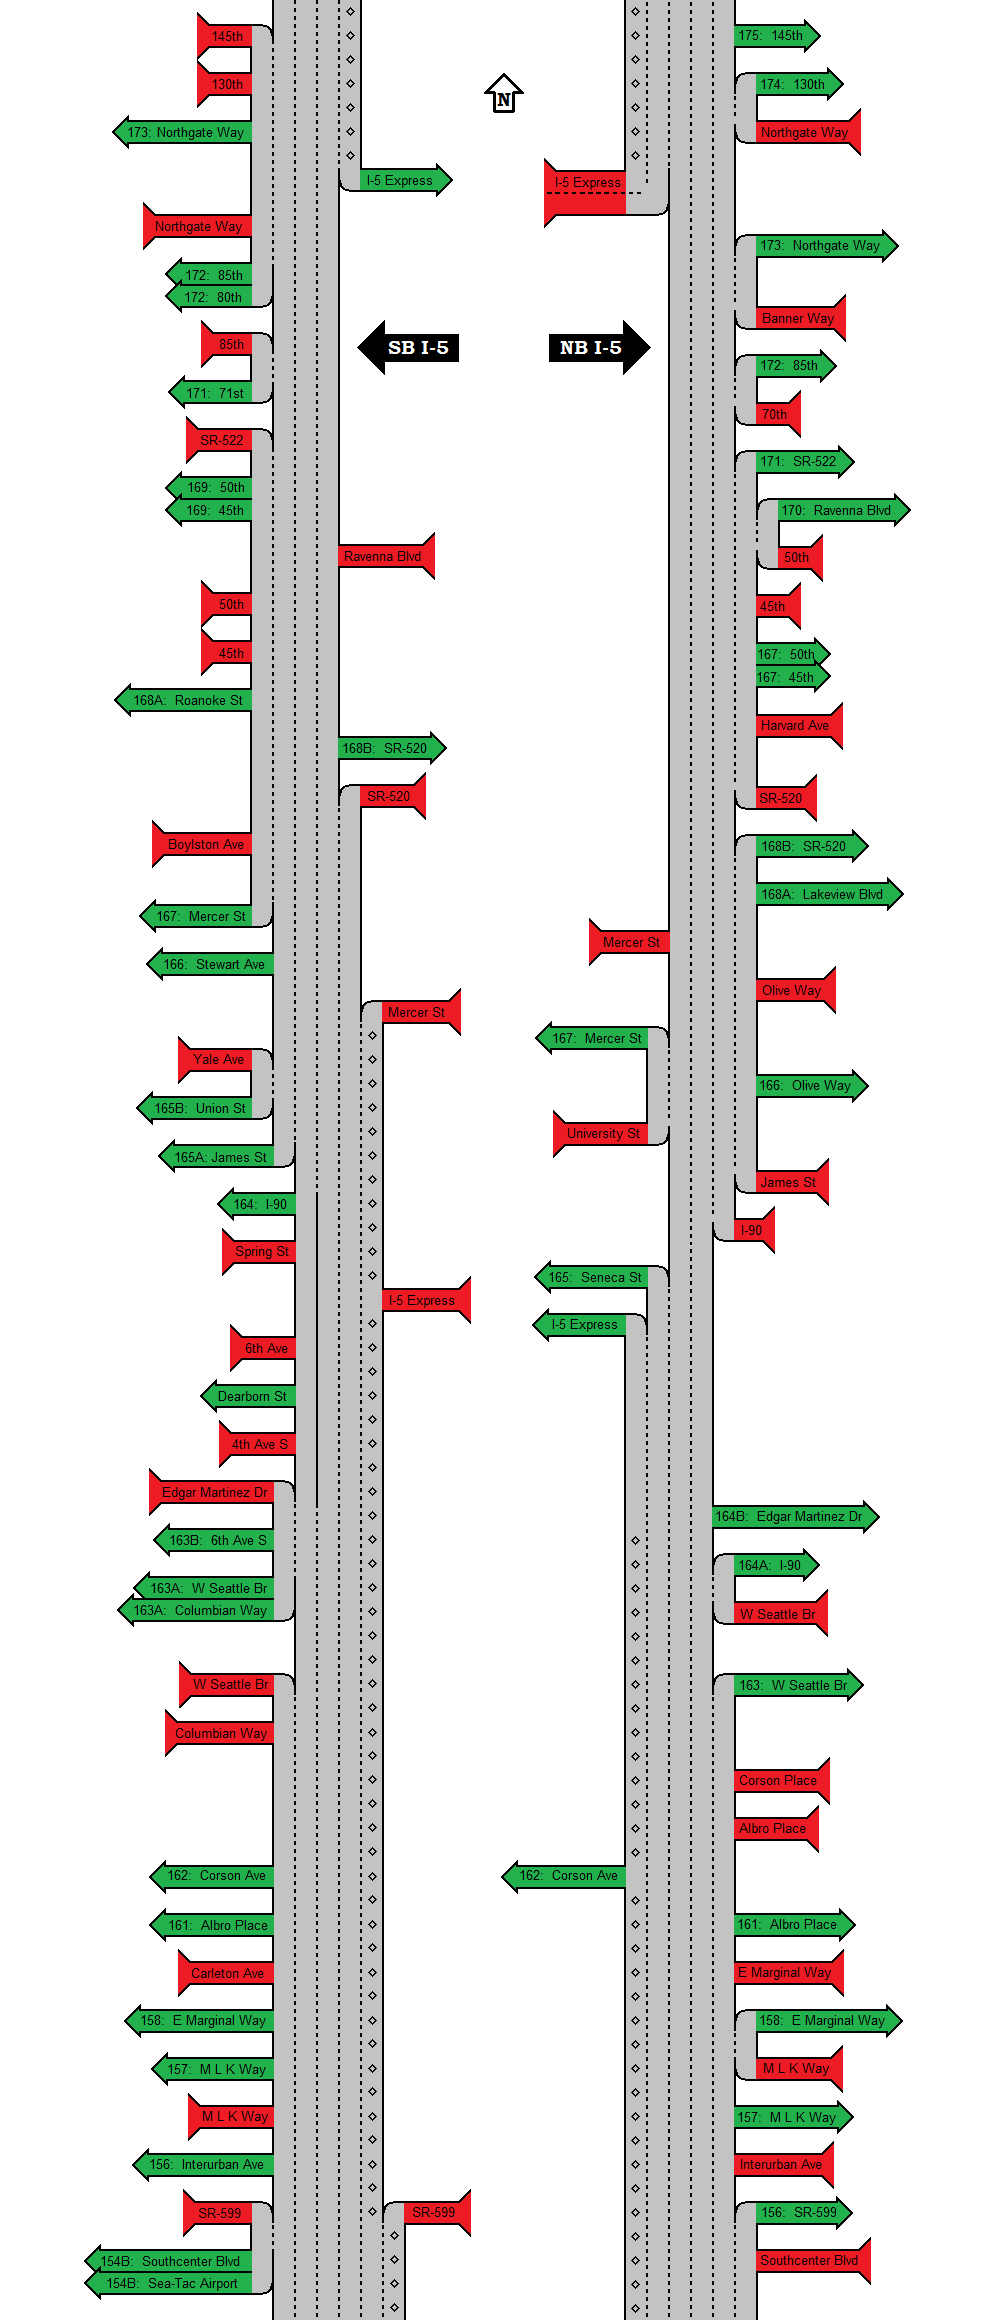 145th
175: 145th
130th
174: 130th
N
173: Northgate Way
Northgate Way
I-5 Express
I-5 Express
Northgate Way
173: Northgate Way
172: 85th
172: 80th
Banner Way
85th
SB I-5
NB I-5
172: 85th
171: 71st
70th
SR-522
171: SR-522
169: 50th
169: 45th
170: Ravenna Blvd
Ravenna Blvd
50th
50th
45th
45th
167: 50th
167: 45th
168A: Roanoke St
Harvard Ave
168B: SR-520
SR-520
SR-520
Boylston Ave
168B: SR-520
167: Mercer St
168A: Lakeview Blvd
166: Stewart Ave
Mercer St
Olive Way
Mercer St
167: Mercer St
Yale Ave
166: Olive Way
165B: Union St
University St
165A: James St
James St
164: I-90
I-90
Spring St
165: Seneca St
I-5 Express
I-5 Express
6th Ave
Dearborn St
4th Ave S
Edgar Martinez Dr
164B: Edgar Martinez Dr
163B: 6th Ave S
164A: I-90
163A: W Seattle Br
163A: Columbian Way
W Seattle Br
W Seattle Br
163: W Seattle Br
Columbian Way
Corson Place
Albro Place
162: Corson Ave
162: Corson Ave
161: Albro Place
161: Albro Place
Carleton Ave
E Marginal Way
158: E Marginal Way
158: E Marginal Way
157: M L K Way
M L K Way
M L K Way
157: M L K Way
156: Interurban Ave
Interurban Ave
SR-599
SR-599
156: SR-599
154B: Southcenter Blvd
Southcenter Blvd
154B: Sea-Tac Airport